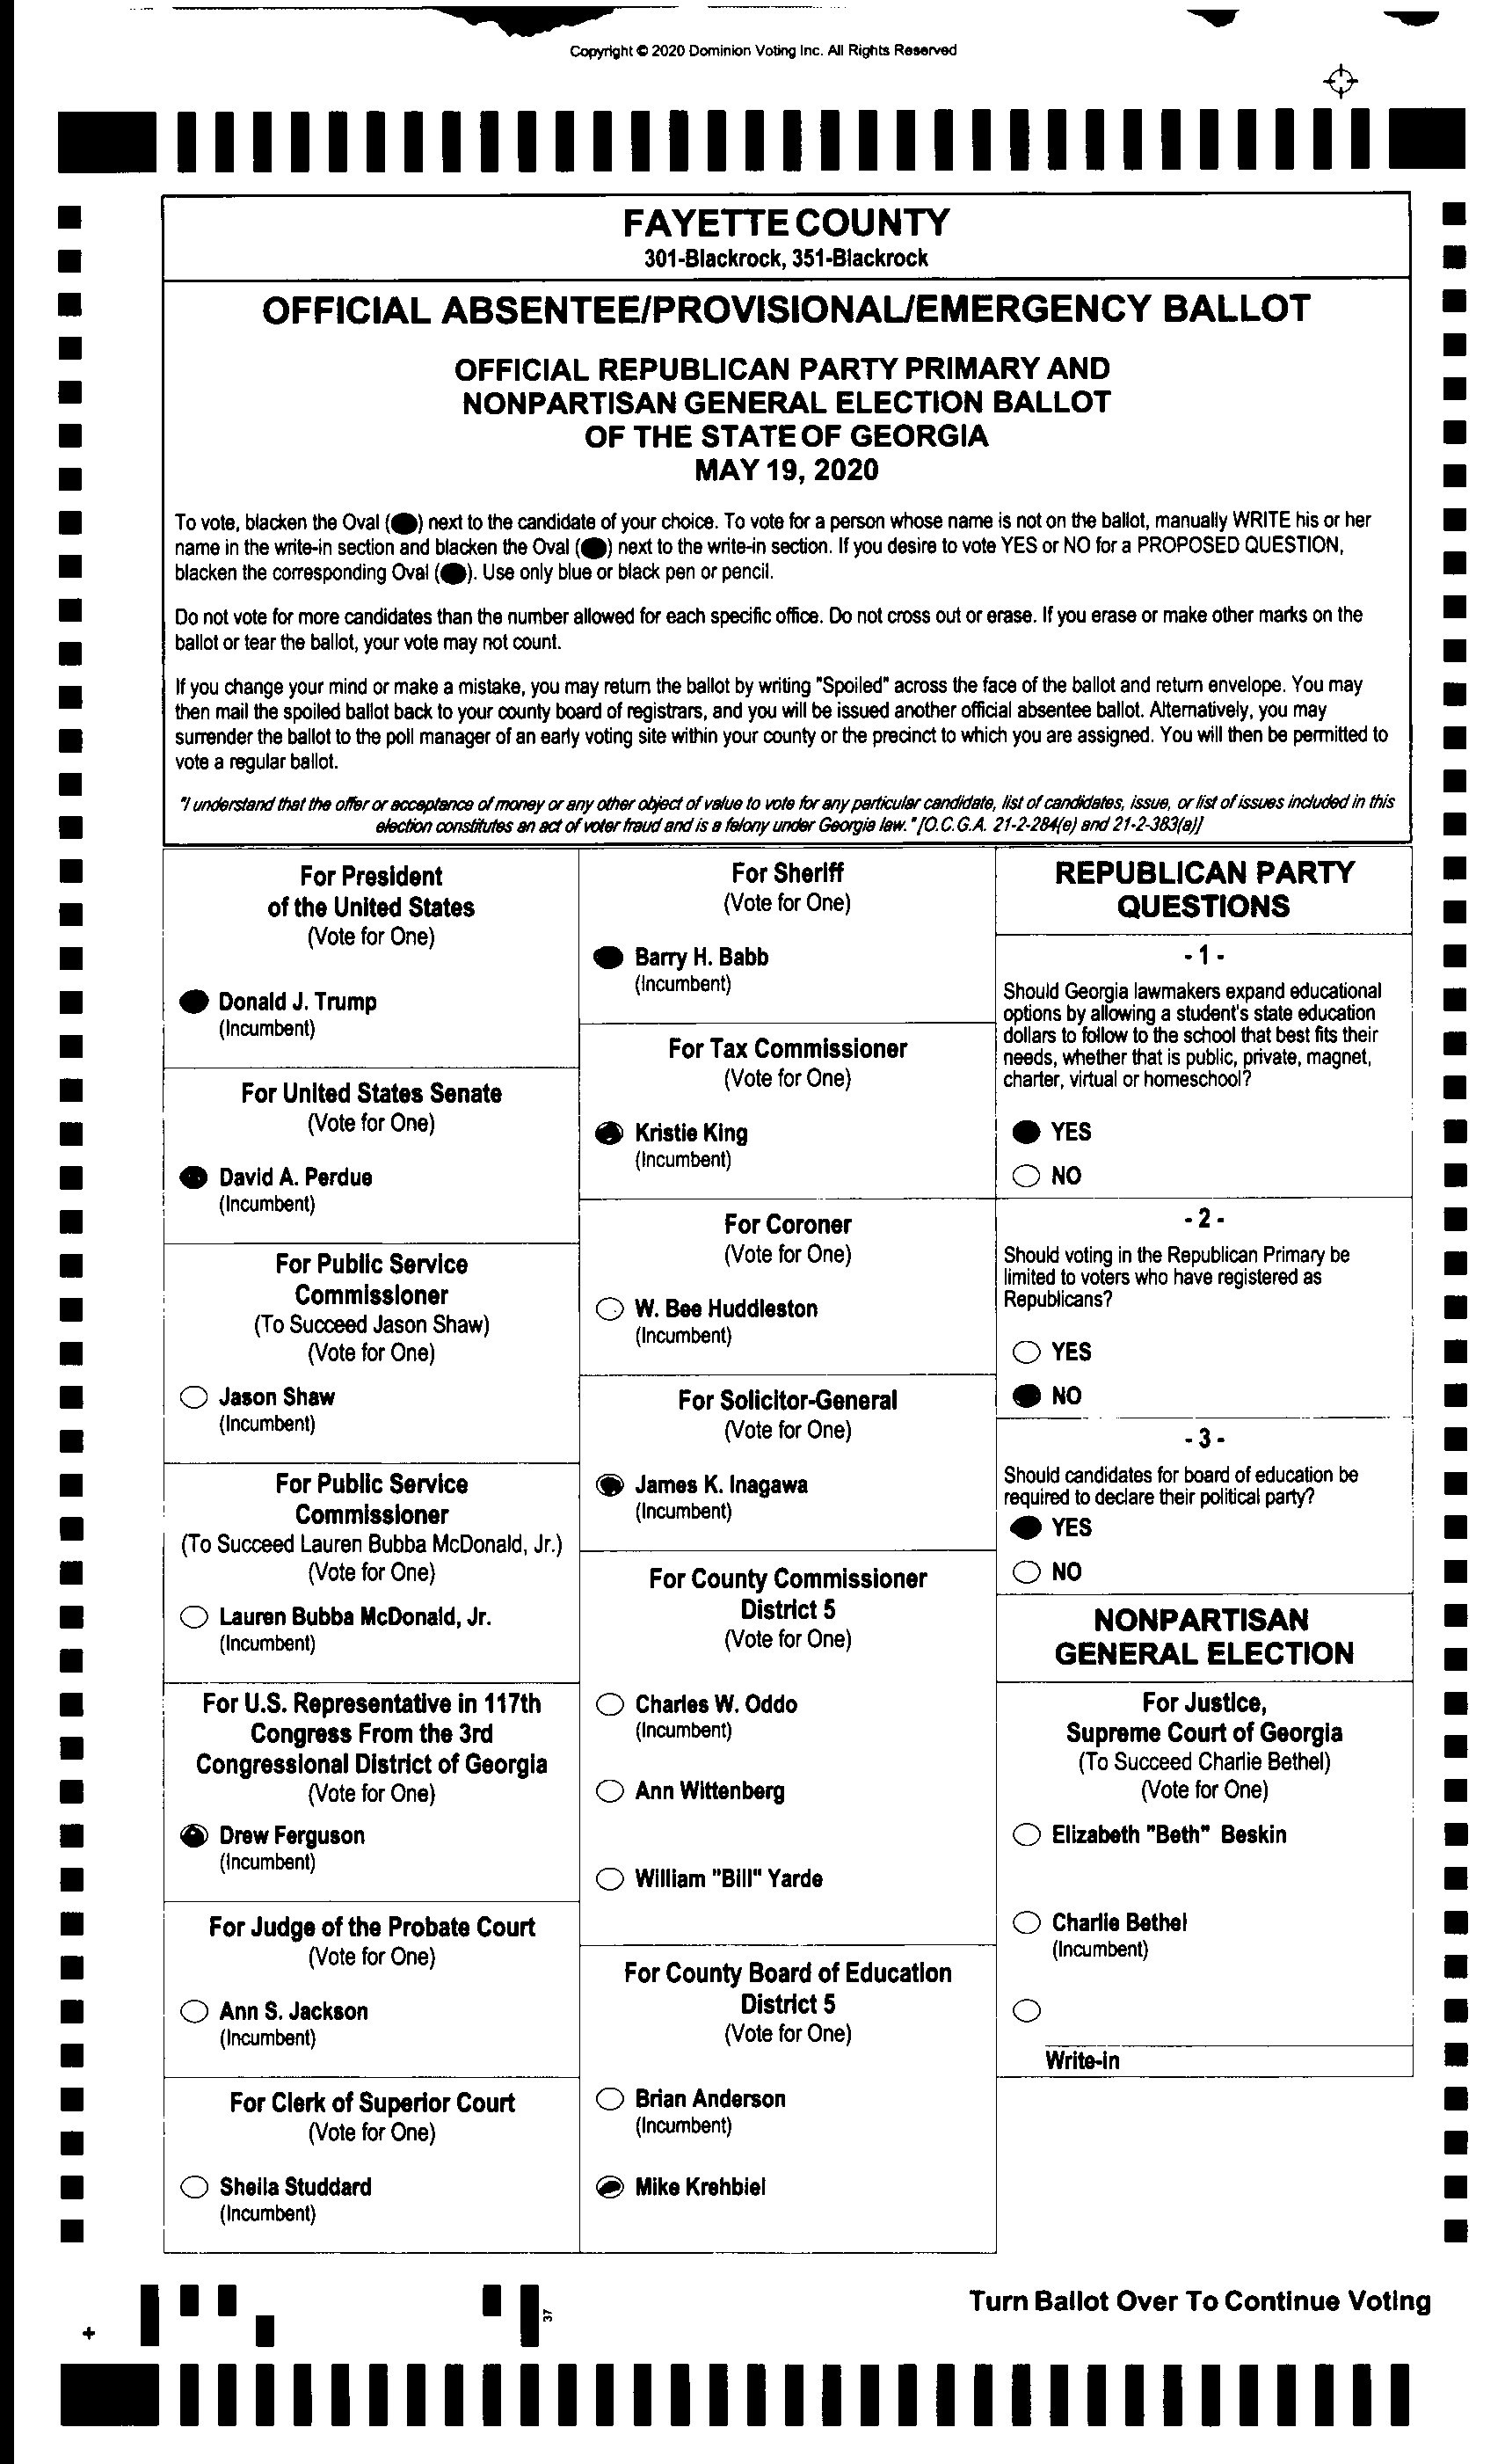 Copyright © 2020 Dominion Voting Inc. All Rights Reserved
FAYETTE COUNTY
301-Blackrock, 351-Blackrock
OFFICIAL ABSENTEE/PROVISIONAL/EMERGENCY BALLOT
OFFICIAL REPUBLICAN PARTY PRIMARY AND
NONPARTISAN GENERAL ELECTION BALLOT
OF THE STATE OF GEORGIA
MAY 19, 2020
To vote, blacken the Oval ( ) next to the candidate of your choice. To vote for a person whose name is not on the ballot, manually WRITE his or her
name in the write-in section and blacken the Oval ( ) next to the write-in section. If you desire to vote YES or NO for a PROPOSED QUESTION,
blacken the corresponding Oval ( ). Use only blue or black pen or pencil.
Do not vote for more candidates than the number allowed for each specific office. Do not cross out or erase. If you erase or make other marks on the
ballot or tear the ballot, your vote may not count.
If you change your mind or make a mistake, you may return the ballot by writing "Spoiled" across the face of the ballot and return envelope. You may
then mail the spoiled ballot back to your county board of registrars, and you will be issued another official absentee ballot. Alternatively, you may
surrender the ballot to the poll manager of an early voting site within your county or the precinct to which you are assigned. You will then be permitted to
vote a regular ballot.
"I understand that the offer or acceptance of money or any other object of value to vote for any particular candidate, list of candidates, issue, or list of issues included in this
election constitutes an act of voter fraud and is a felony under Georgia law." [O.C.G.A. 21-2-284(e) and 21-2-383(a)]
For President
of the United States
(Vote for One)
Donald J. Trump
(Incumbent)
For United States Senate
(Vote for One)
David A. Perdue
(Incumbent)
For Public Service
Commissioner
(To Succeed Jason Shaw)
(Vote for One)
Jason Shaw
(Incumbent)
For Public Service
Commissioner
(To Succeed Lauren Bubba McDonald, Jr.)
(Vote for One)
Lauren Bubba McDonald, Jr.
(Incumbent)
For U.S. Representative in 117th
Congress From the 3rd
Congressional District of Georgia
(Vote for One)
Drew Ferguson
(Incumbent)
For Judge of the Probate Court
(Vote for One)
Ann S. Jackson
(Incumbent)
For Clerk of Superior Court
(Vote for One)
Sheila Studdard
(Incumbent)
For Sheriff
(Vote for One)
Barry H. Babb
(Incumbent)
For Tax Commissioner
(Vote for One)
Kristie King
(Incumbent)
For Coroner
(Vote for One)
W. Bee Huddleston
(Incumbent)
For Solicitor-General
(Vote for One)
James K. Inagawa
(Incumbent)
For County Commissioner
District 5
(Vote for One)
Charles W. Oddo
(Incumbent)
Ann Wittenberg
William "Bill" Yarde
For County Board of Education
District 5
(Vote for One)
Brian Anderson
(Incumbent)
Mike Krehbiel
REPUBLICAN PARTY
QUESTIONS
- 1 -
Should Georgia lawmakers expand educational
options by allowing a student's state education
dollars to follow to the school that best fits their
needs, whether that is public, private, magnet,
charter, virtual or homeschool?
YES
NO
- 2 -
Should voting in the Republican Primary be
limited to voters who have registered as
Republicans?
YES
NO
- 3 -
Should candidates for board of education be
required to declare their political party?
YES
NO
NONPARTISAN
GENERAL ELECTION
For Justice,
Supreme Court of Georgia
(To Succeed Charlie Bethel)
(Vote for One)
Elizabeth "Beth" Beskin
Charlie Bethel
(Incumbent)
Write-in
37
Turn Ballot Over To Continue Voting